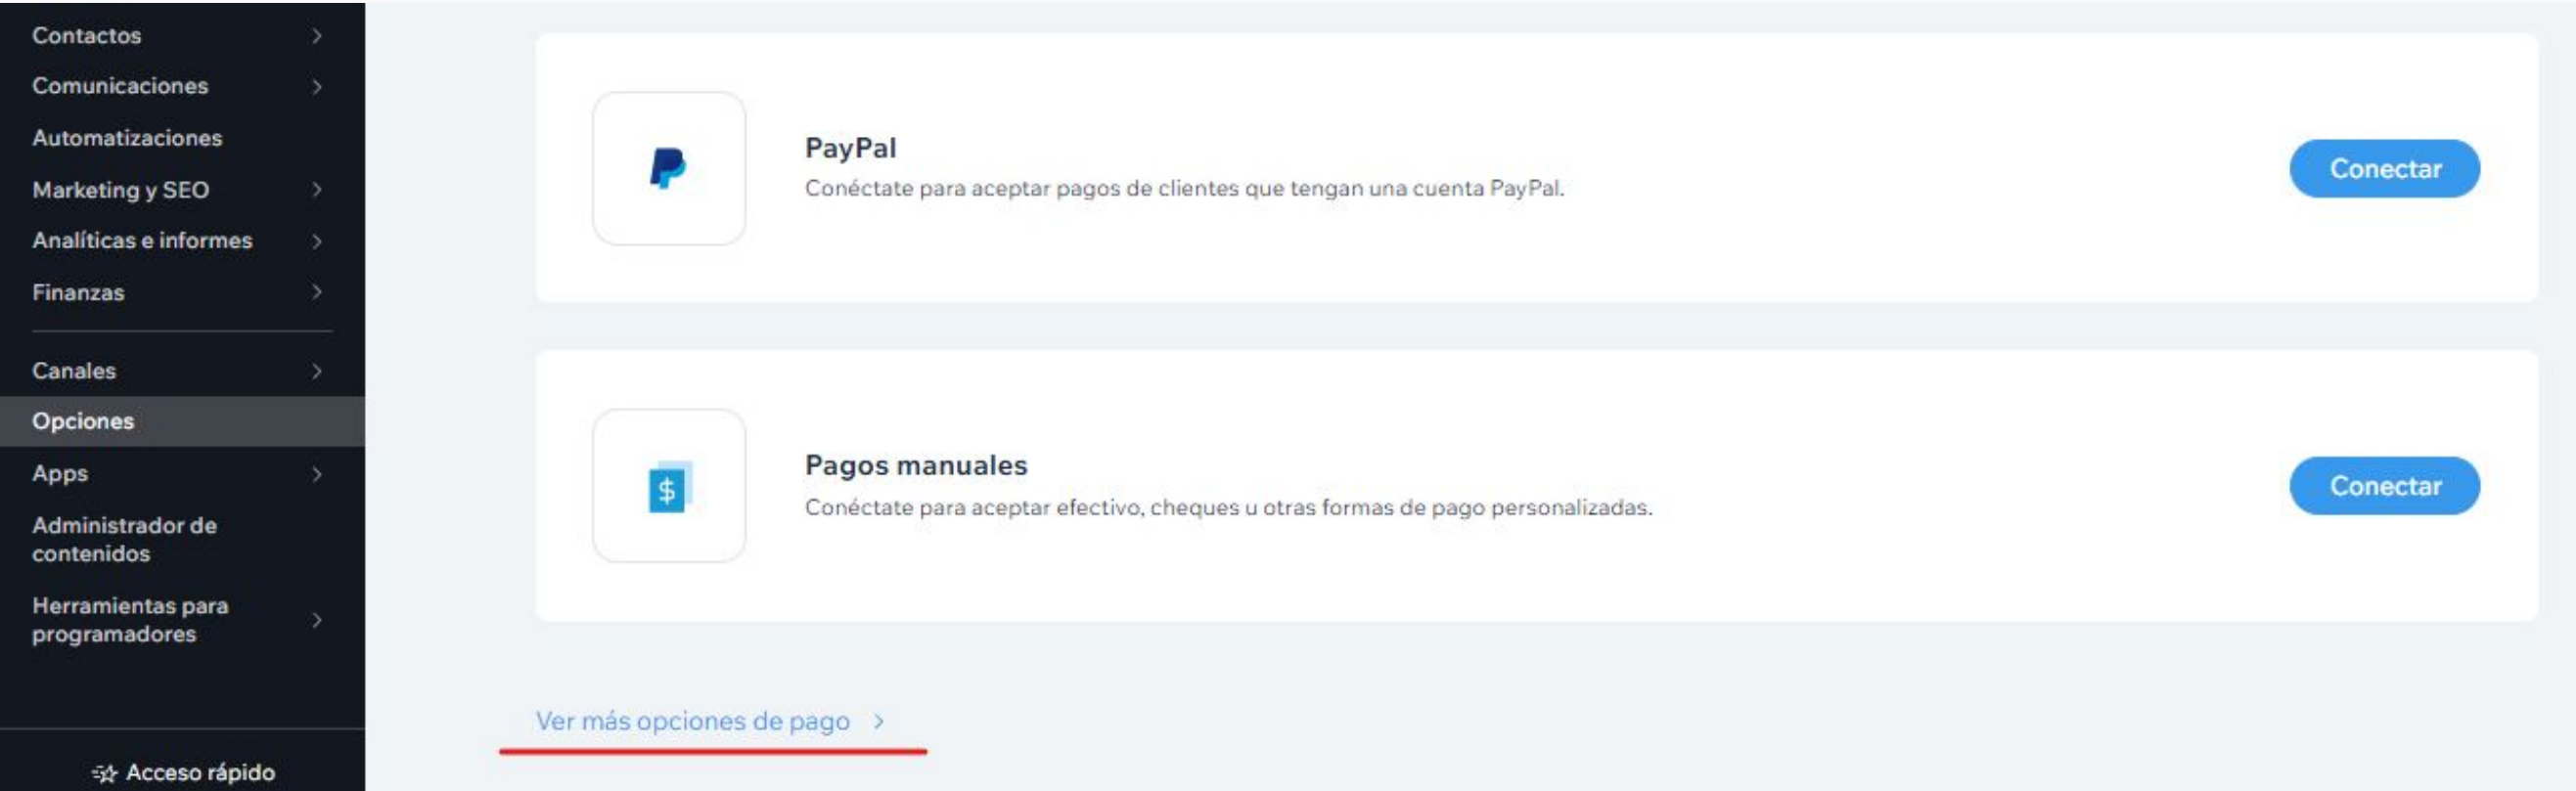 Contactos
Comunicaciones
Automatizaciones
Marketing y SEO
Analíticas e informes
Finanzas
Canales
Opciones
Apps
Administrador de
contenidos
Herramientas para
programadores
Acceso rápido
PayPal
Conéctate para aceptar pagos de clientes que tengan una cuenta PayPal.
Conectar
$
Pagos manuales
Conéctate para aceptar efectivo, cheques u otras formas de pago personalizadas.
Conectar
Ver más opciones de pago